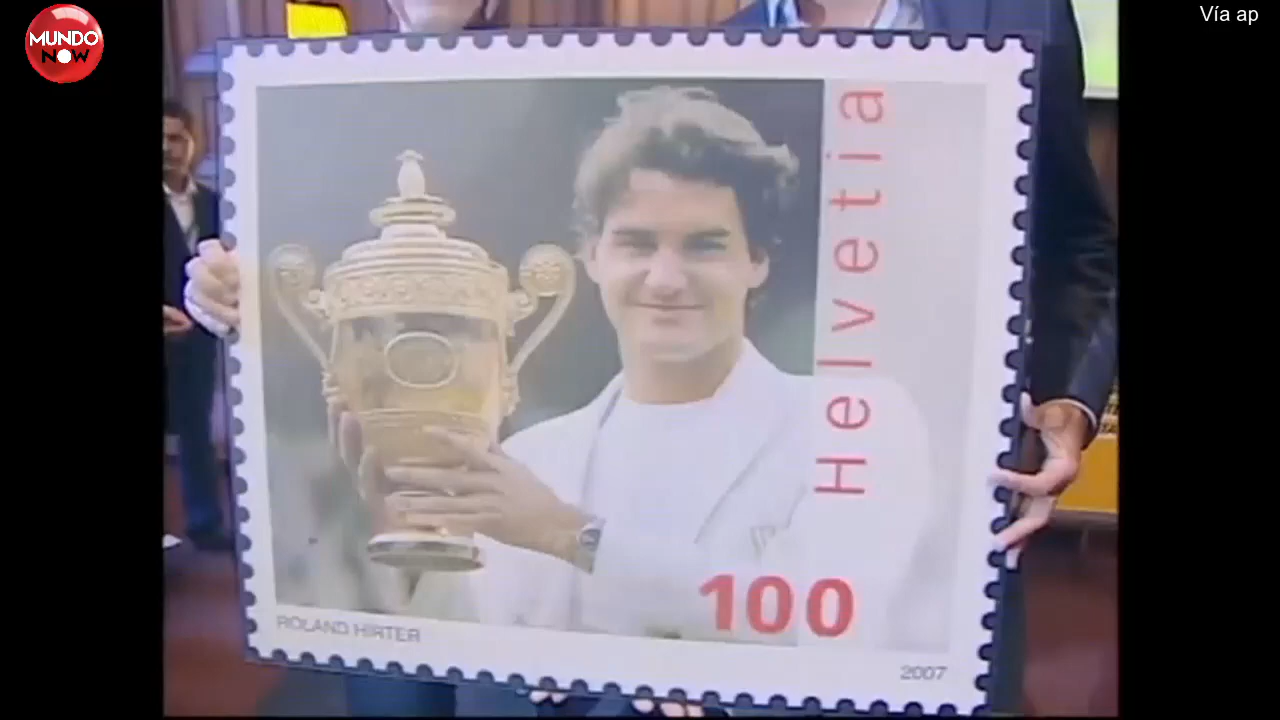 MUNDO
NOW
Vía ap
Helvetia
100
ROLAND HIRTER
2007